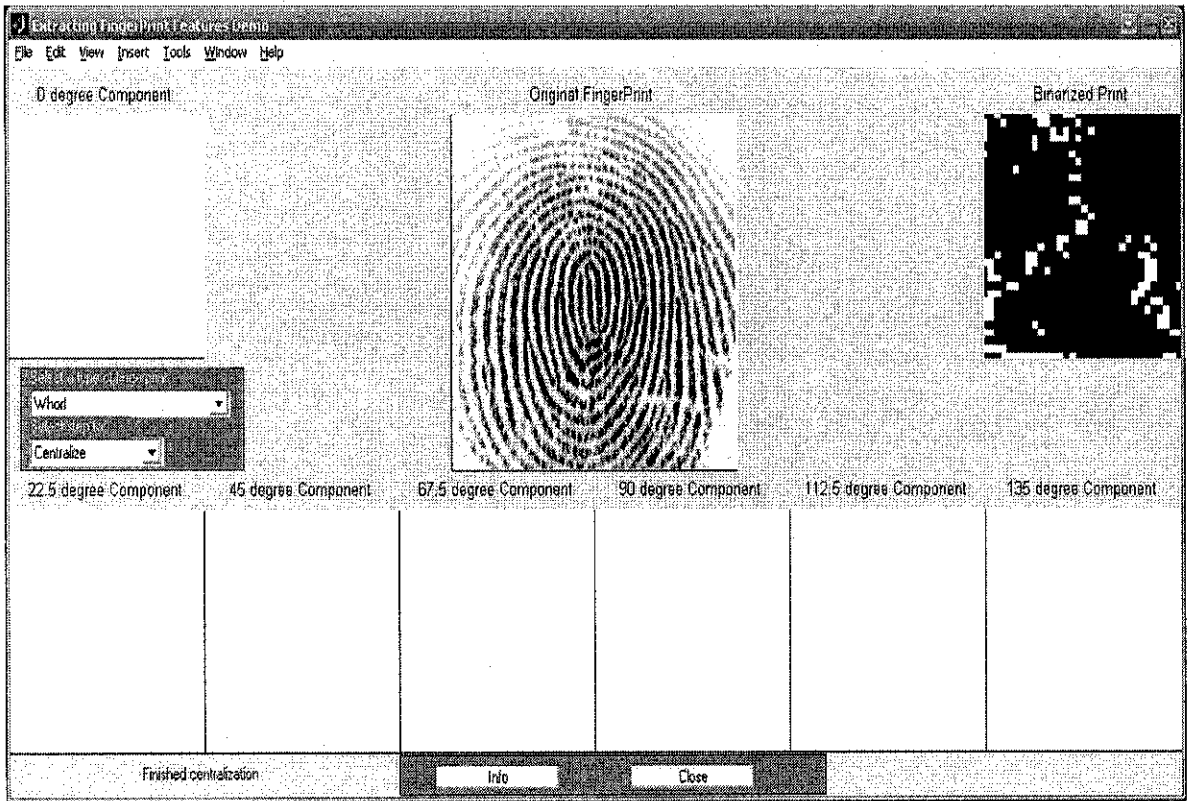 Extracting FingerPrint Features Demo
File Edit View Insert Tools Window Help
0 degree Component Original FingerPrint Binarized Print
Whorl
Centralize
22.5 degree Component 45 degree Component 67.5 degree Component 90 degree Component 112.5 degree Component 135 degree Component
Finished centralization Info Close